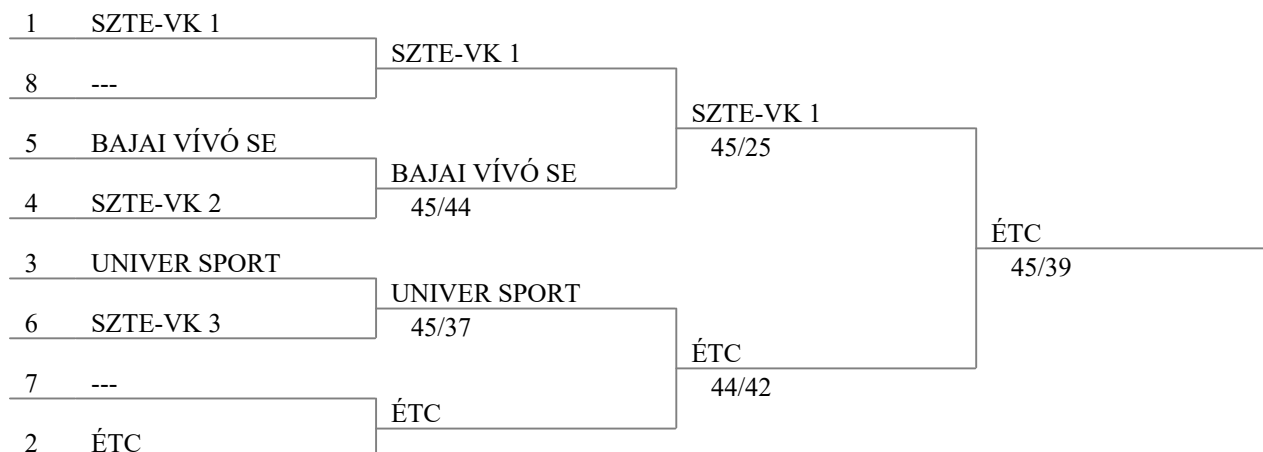 1 SZTE-VK 1
SZTE-VK 1
8 ---
SZTE-VK 1
45/25
5 BAJAI VÍVÓ SE
BAJAI VÍVÓ SE
4 SZTE-VK 2
45/44
ÉTC
45/39
3 UNIVER SPORT
UNIVER SPORT
6 SZTE-VK 3
45/37
ÉTC
44/42
7 ---
ÉTC
2 ÉTC